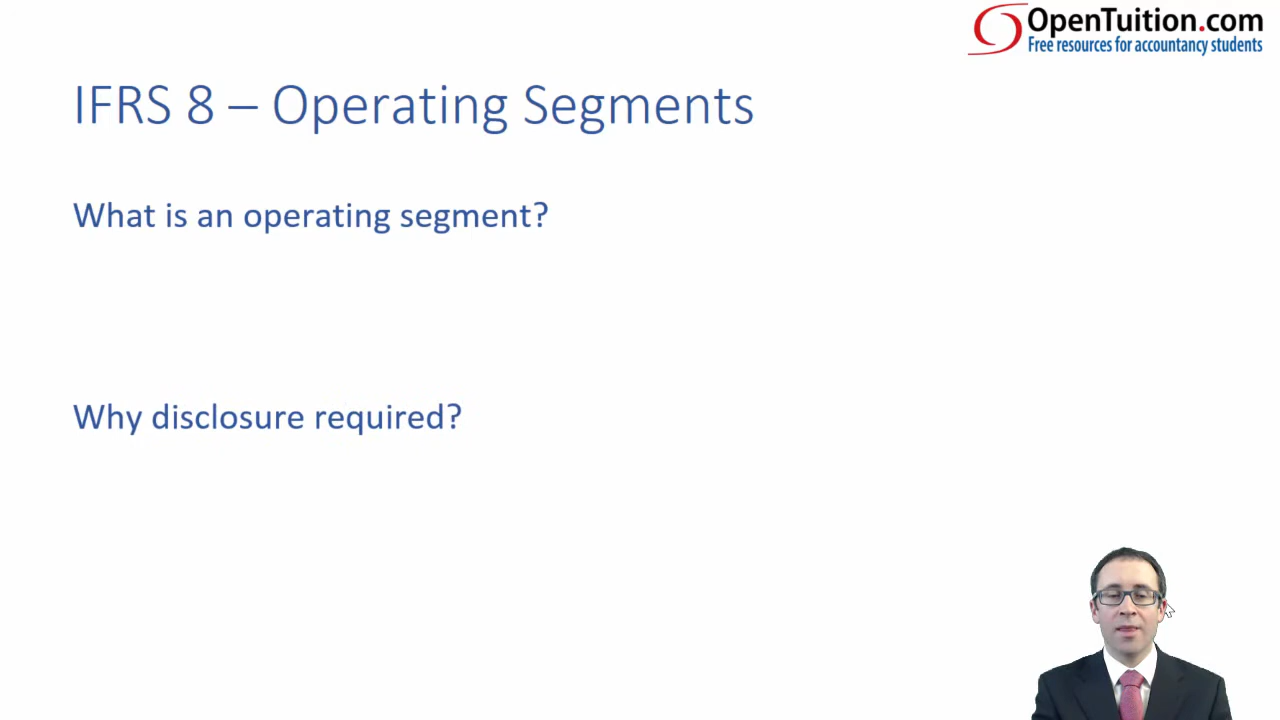 OpenTuition.com
Free resources for accountancy students
IFRS 8 – Operating Segments
What is an operating segment?
Why disclosure required?